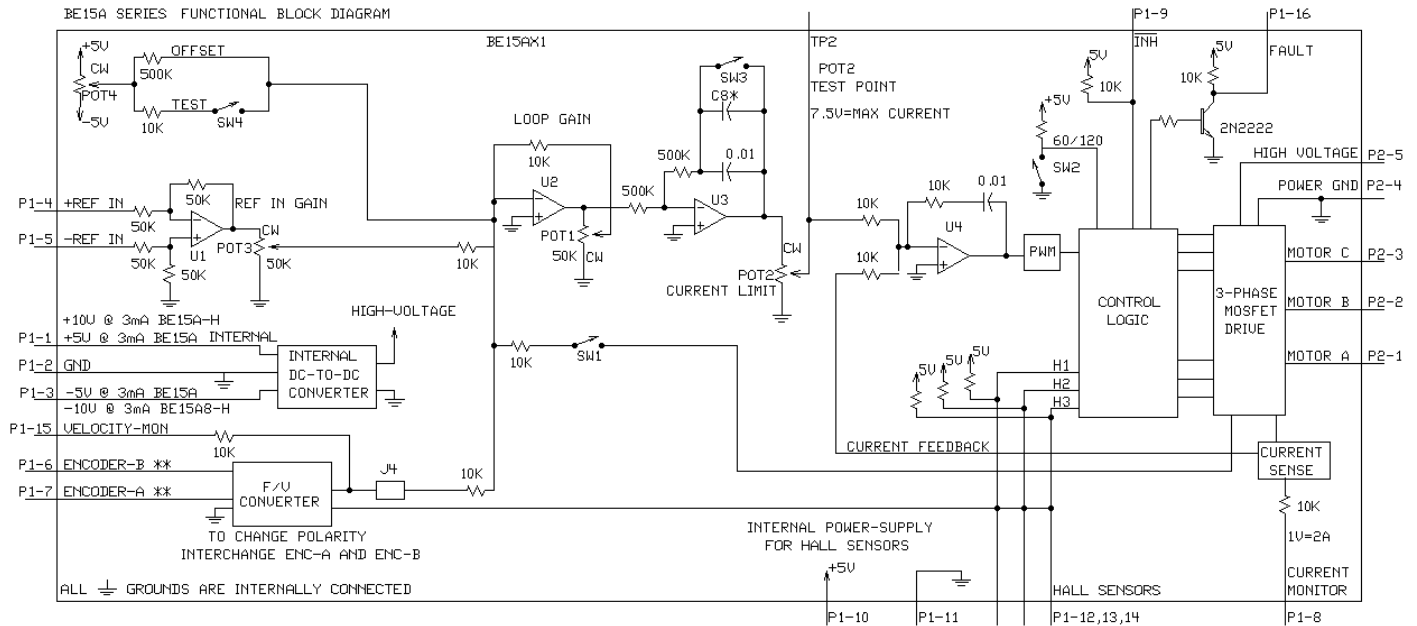 BE15A SERIES FUNCTIONAL BLOCK DIAGRAM
P1-9
P1-16
BE15AX1
TP2
INH
FAULT
+5V
OFFSET
CW
500K
POT4
TEST
-5V
10K
SW4
SW3
C8*
POT2
TEST POINT
7.5V=MAX CURRENT
5V
10K
5V
10K
+5V
2N2222
60/120
SW2
LOOP GAIN
10K
U2
500K
0.01
500K
U3
HIGH VOLTAGE P2-5
POWER GND P2-4
P1-4 +REF IN
50K
50K
REF IN GAIN
P1-5 -REF IN
50K
U1
POT3
CW
50K
50K
10K
POT1
50K
CW
CW
POT2
CURRENT LIMIT
10K
10K
10K
0.01
U4
PWM
CONTROL
LOGIC
3-PHASE
MOSFET
DRIVE
MOTOR C P2-3
MOTOR B P2-2
MOTOR A P2-1
+10V @ 3mA BE15A-H
P1-1 +5V @ 3mA BE15A INTERNAL
HIGH-VOLTAGE
P1-2 GND
INTERNAL
DC-TO-DC
CONVERTER
P1-3 -5V @ 3mA BE15A
-10V @ 3mA BE15A8-H
10K
SW1
5V
5V
5V
H1
H2
H3
P1-15 VELOCITY-MON
10K
CURRENT FEEDBACK
CURRENT
SENSE
P1-6 ENCODER-B **
P1-7 ENCODER-A **
F/V
CONVERTER
J4
10K
10K
1V=2A
TO CHANGE POLARITY
INTERCHANGE ENC-A AND ENC-B
INTERNAL POWER-SUPPLY
FOR HALL SENSORS
+5V
ALL GROUNDS ARE INTERNALLY CONNECTED
HALL SENSORS
CURRENT
MONITOR
P1-10
P1-11
P1-12,13,14
P1-8